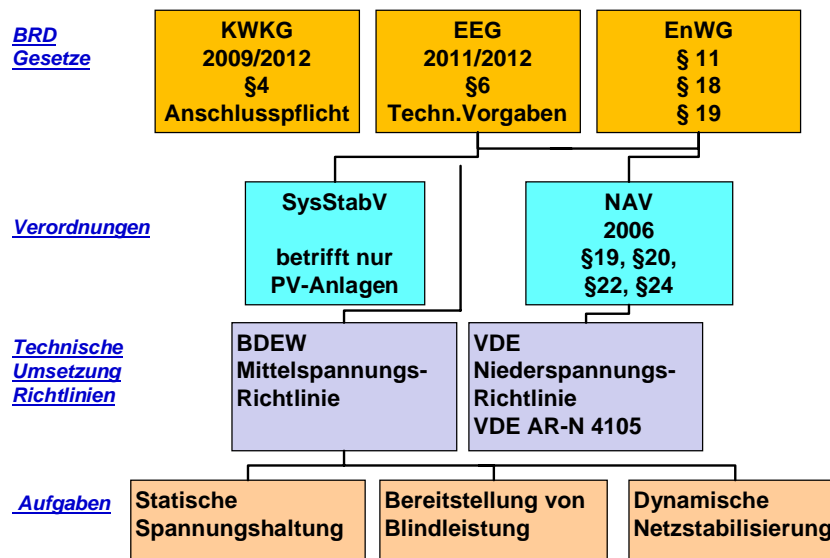 BRD
Gesetze
KWKG
2009/2012
§4
Anschlusspflicht
EEG
2011/2012
§6
Techn.Vorgaben
EnWG
§ 11
§ 18
§ 19
Verordnungen
SysStabV
betrifft nur
PV-Anlagen
NAV
2006
§19, §20,
§22, §24
Technische
Umsetzung
Richtlinien
BDEW
Mittelspannungs-
Richtlinie
VDE
Niederspannungs-
Richtlinie
VDE AR-N 4105
Aufgaben
Statische
Spannungshaltung
Bereitstellung von
Blindleistung
Dynamische
Netzstabilisierung